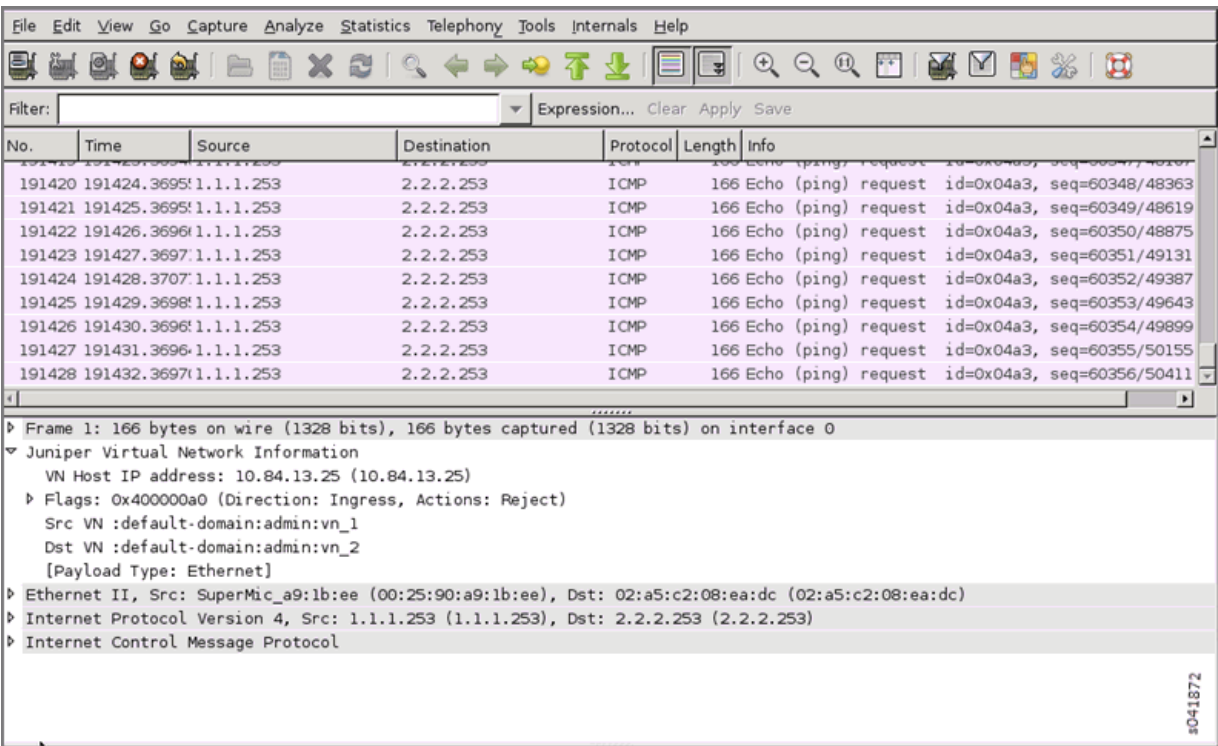 File Edit View Go Capture Analyze Statistics Telephony Tools Internals Help
Filter: Expression... Clear Apply Save
No. Time Source Destination Protocol Length Info
191420 191424.3695 1.1.1.253 2.2.2.253 ICMP 166 Echo (ping) request id=0x04a3, seq=60348/48363
191421 191425.3695 1.1.1.253 2.2.2.253 ICMP 166 Echo (ping) request id=0x04a3, seq=60349/48619
191422 191426.3696 1.1.1.253 2.2.2.253 ICMP 166 Echo (ping) request id=0x04a3, seq=60350/48875
191423 191427.3697 1.1.1.253 2.2.2.253 ICMP 166 Echo (ping) request id=0x04a3, seq=60351/49131
191424 191428.3707 1.1.1.253 2.2.2.253 ICMP 166 Echo (ping) request id=0x04a3, seq=60352/49387
191425 191429.3698 1.1.1.253 2.2.2.253 ICMP 166 Echo (ping) request id=0x04a3, seq=60353/49643
191426 191430.3696 1.1.1.253 2.2.2.253 ICMP 166 Echo (ping) request id=0x04a3, seq=60354/49899
191427 191431.3696 1.1.1.253 2.2.2.253 ICMP 166 Echo (ping) request id=0x04a3, seq=60355/50155
191428 191432.3697 1.1.1.253 2.2.2.253 ICMP 166 Echo (ping) request id=0x04a3, seq=60356/50411
Frame 1: 166 bytes on wire (1328 bits), 166 bytes captured (1328 bits) on interface 0
Juniper Virtual Network Information
VN Host IP address: 10.84.13.25 (10.84.13.25)
Flags: 0x400000a0 (Direction: Ingress, Actions: Reject)
Src VN :default-domain:admin:vn_1
Dst VN :default-domain:admin:vn_2
[Payload Type: Ethernet]
Ethernet II, Src: SuperMic_a9:1b:ee (00:25:90:a9:1b:ee), Dst: 02:a5:c2:08:ea:dc (02:a5:c2:08:ea:dc)
Internet Protocol Version 4, Src: 1.1.1.253 (1.1.1.253), Dst: 2.2.2.253 (2.2.2.253)
Internet Control Message Protocol
s041872